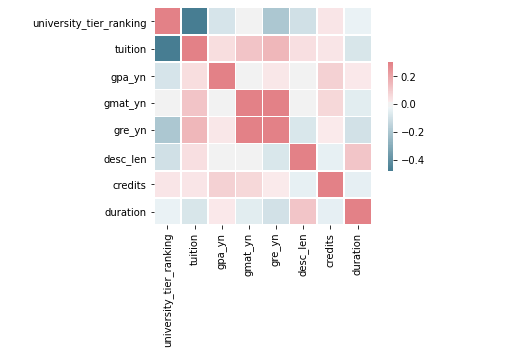 university_tier_ranking
tuition
gpa_yn
gmat_yn
gre_yn
desc_len
credits
duration
0.2
0.0
−0.2
−0.4
university_tier_ranking
tuition
gpa_yn
gmat_yn
gre_yn
desc_len
credits
duration